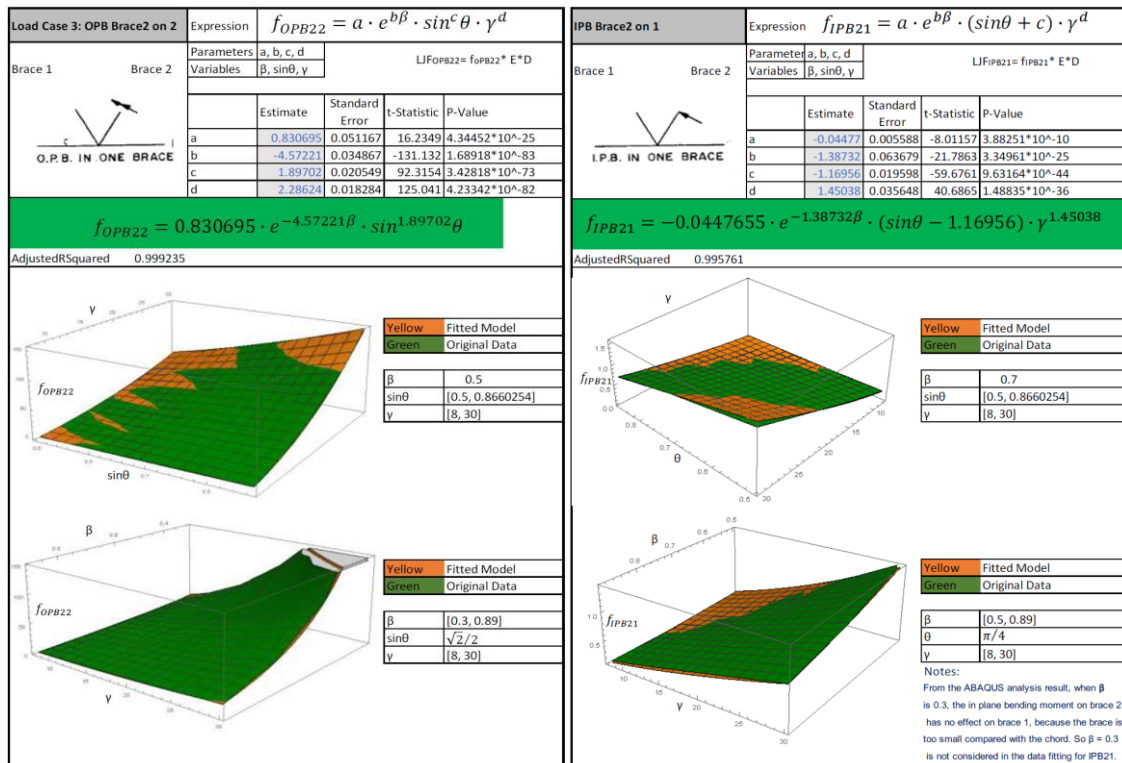 Load Case 3: OPB Brace2 on 2
Expression
f_OPB22 = a · e^{bβ} · sin^c θ · γ^d
Parameters a, b, c, d
Variables β, sinθ, γ
LJF_OPB22= f_OPB22* E*D
Brace 1 Brace 2
O.P.B. IN ONE BRACE
Estimate Standard Error t-Statistic P-Value
a 0.830695 0.051167 16.2349 4.34452*10^-25
b -4.57221 0.034867 -131.132 1.68918*10^-83
c 1.89702 0.020549 92.3154 3.42818*10^-73
d 2.28624 0.018284 125.041 4.23342*10^-82
f_OPB22 = 0.830695 · e^{-4.57221β} · sin^{1.89702}θ
AdjustedRSquared 0.999235
γ
f_OPB22
sinθ
Yellow Fitted Model
Green Original Data
β 0.5
sinθ [0.5, 0.8660254]
γ [8, 30]
β
f_OPB22
γ
Yellow Fitted Model
Green Original Data
β [0.3, 0.89]
sinθ √2/2
γ [8, 30]
IPB Brace2 on 1
Expression
f_IPB21 = a · e^{bβ} · (sinθ + c) · γ^d
Parameter a, b, c, d
Variables β, sinθ, γ
LJF_IPB21= f_IPB21* E*D
Brace 1 Brace 2
I.P.B. IN ONE BRACE
Estimate Standard Error t-Statistic P-Value
a -0.04477 0.005588 -8.01157 3.88251*10^-10
b -1.38732 0.063679 -21.7863 3.34961*10^-25
c -1.16956 0.019598 -59.6761 9.63164*10^-44
d 1.45038 0.035648 40.6865 1.48835*10^-36
f_IPB21 = −0.0447655 · e^{−1.38732β} · (sinθ − 1.16956) · γ^{1.45038}
AdjustedRSquared 0.995761
γ
f_IPB21
θ
Yellow Fitted Model
Green Original Data
β 0.7
sinθ [0.5, 0.8660254]
γ [8, 30]
β
f_IPB21
γ
Yellow Fitted Model
Green Original Data
β [0.5, 0.89]
θ π/4
γ [8, 30]
Notes:
From the ABAQUS analysis result, when β
is 0.3, the in plane bending moment on brace 2
has no effect on brace 1, because the brace is
too small compared with the chord. So β = 0.3
is not considered in the data fitting for IPB21.